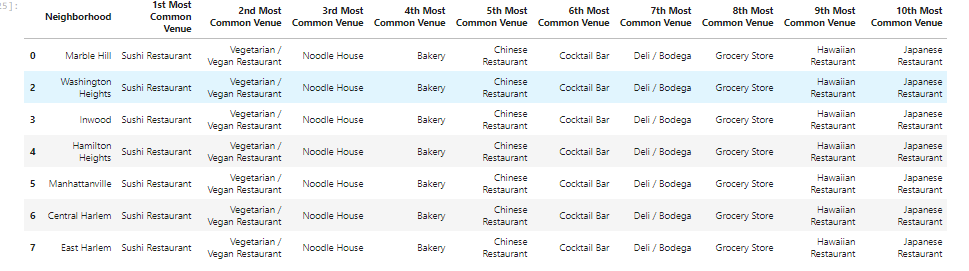 25]:
Neighborhood 1st Most Common Venue 2nd Most Common Venue 3rd Most Common Venue 4th Most Common Venue 5th Most Common Venue 6th Most Common Venue 7th Most Common Venue 8th Most Common Venue 9th Most Common Venue 10th Most Common Venue
0 Marble Hill Sushi Restaurant Vegetarian / Vegan Restaurant Noodle House Bakery Chinese Restaurant Cocktail Bar Deli / Bodega Grocery Store Hawaiian Restaurant Japanese Restaurant
2 Washington Heights Sushi Restaurant Vegetarian / Vegan Restaurant Noodle House Bakery Chinese Restaurant Cocktail Bar Deli / Bodega Grocery Store Hawaiian Restaurant Japanese Restaurant
3 Inwood Sushi Restaurant Vegetarian / Vegan Restaurant Noodle House Bakery Chinese Restaurant Cocktail Bar Deli / Bodega Grocery Store Hawaiian Restaurant Japanese Restaurant
4 Hamilton Heights Sushi Restaurant Vegetarian / Vegan Restaurant Noodle House Bakery Chinese Restaurant Cocktail Bar Deli / Bodega Grocery Store Hawaiian Restaurant Japanese Restaurant
5 Manhattanville Sushi Restaurant Vegetarian / Vegan Restaurant Noodle House Bakery Chinese Restaurant Cocktail Bar Deli / Bodega Grocery Store Hawaiian Restaurant Japanese Restaurant
6 Central Harlem Sushi Restaurant Vegetarian / Vegan Restaurant Noodle House Bakery Chinese Restaurant Cocktail Bar Deli / Bodega Grocery Store Hawaiian Restaurant Japanese Restaurant
7 East Harlem Sushi Restaurant Vegetarian / Vegan Restaurant Noodle House Bakery Chinese Restaurant Cocktail Bar Deli / Bodega Grocery Store Hawaiian Restaurant Japanese Restaurant